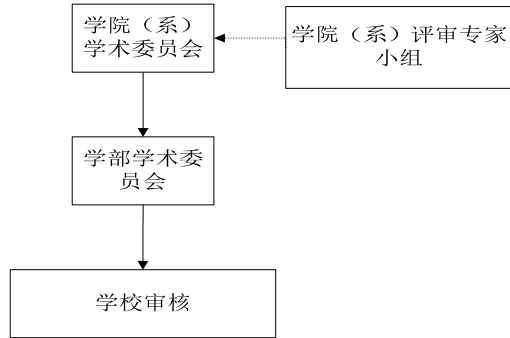 学院（系）
学术委员会
学院（系）评审专家
小组
学部学术委
员会
学校审核